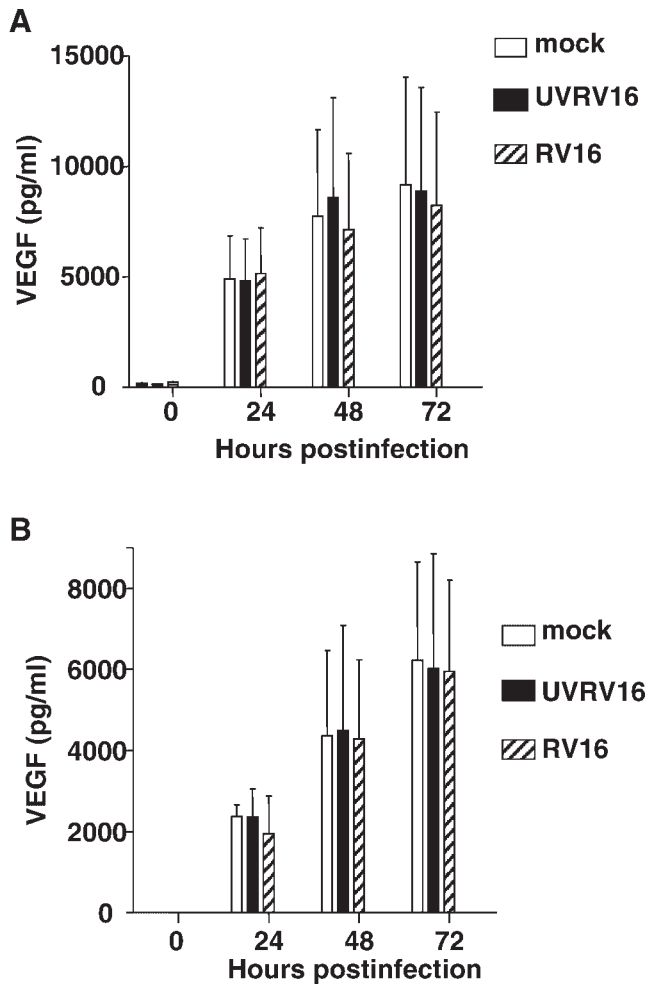 A
15000
10000
5000
0
VEGF (pg/ml)
mock
UVRV16
RV16
0 24 48 72
Hours postinfection
B
8000
6000
4000
2000
0
VEGF (pg/ml)
mock
UVRV16
RV16
0 24 48 72
Hours postinfection